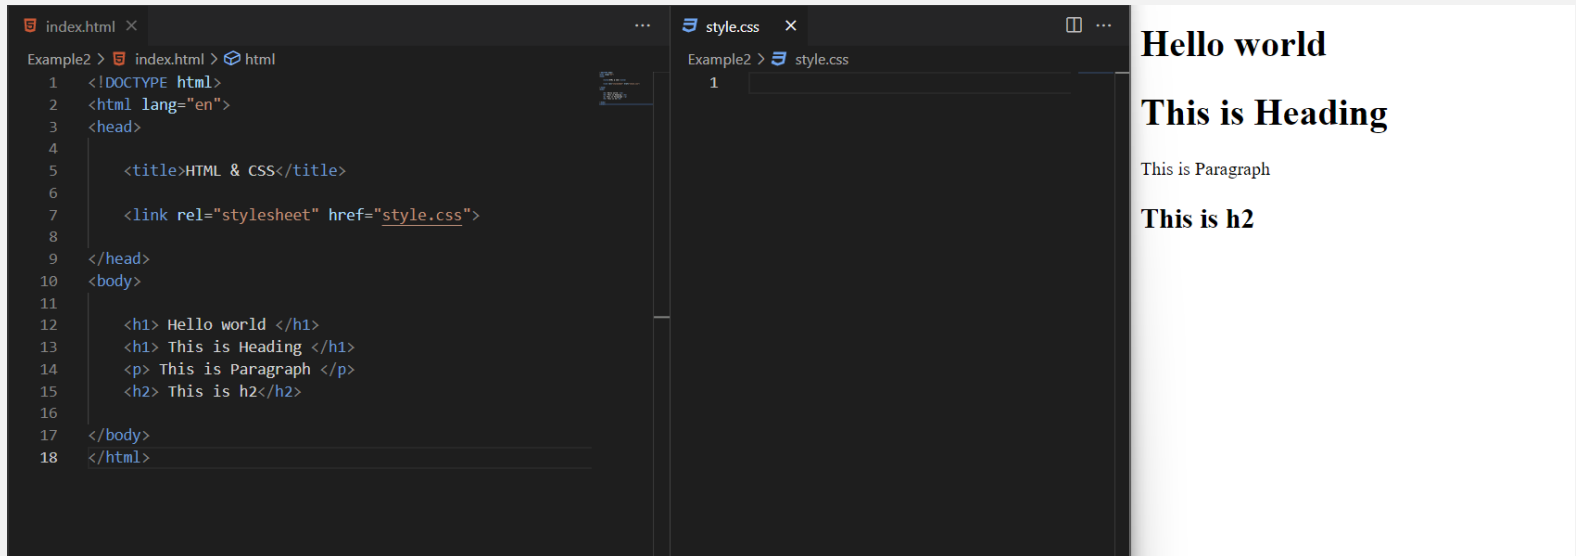 index.html
Example2 > index.html > html
1 <!DOCTYPE html>
2 <html lang="en">
3 <head>
4
5 <title>HTML & CSS</title>
6
7 <link rel="stylesheet" href="style.css">
8
9 </head>
10 <body>
11
12 <h1> Hello world </h1>
13 <h1> This is Heading </h1>
14 <p> This is Paragraph </p>
15 <h2> This is h2</h2>
16
17 </body>
18 </html>
style.css
Example2 > style.css
1
Hello world
This is Heading
This is Paragraph
This is h2